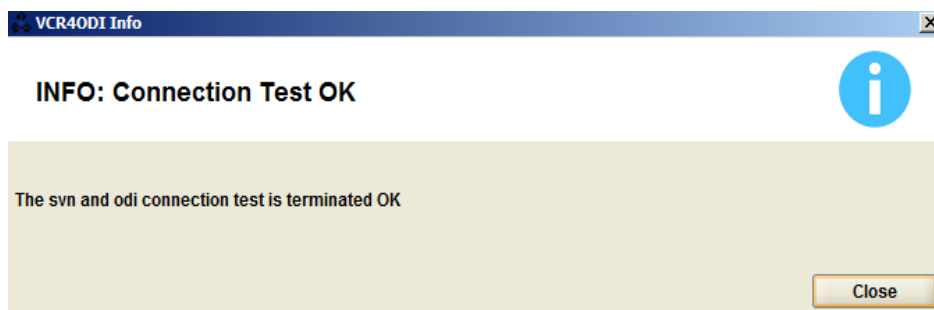 VCR4ODI Info
INFO: Connection Test OK
The svn and odi connection test is terminated OK
Close